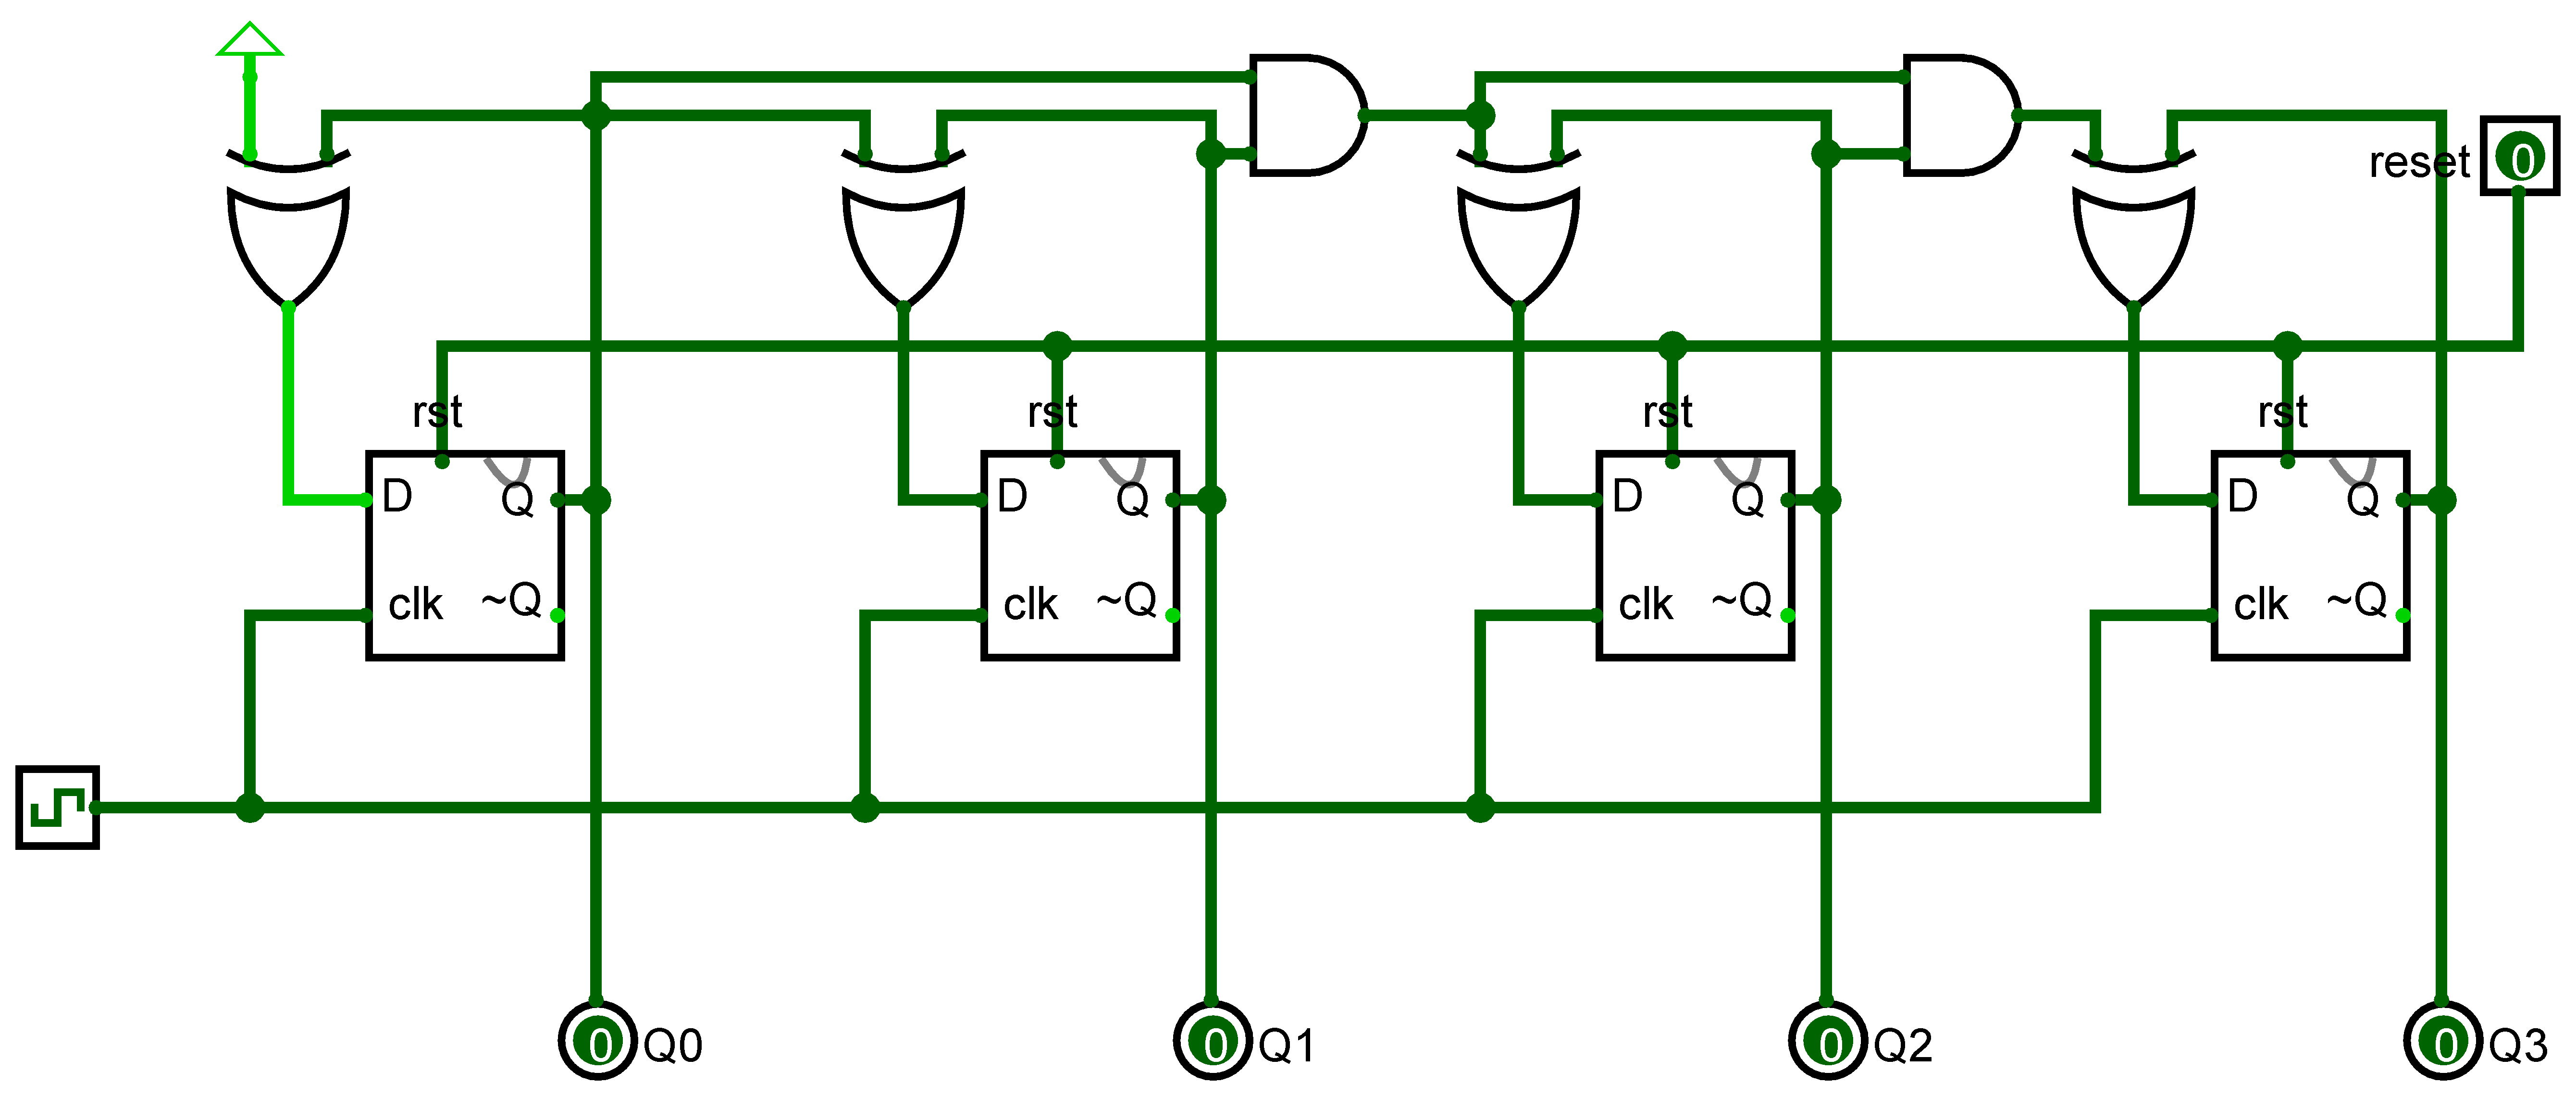 reset 0
rst rst rst rst
D Q D Q D Q D Q
clk ~Q clk ~Q clk ~Q clk ~Q
0 Q0 0 Q1 0 Q2 0 Q3